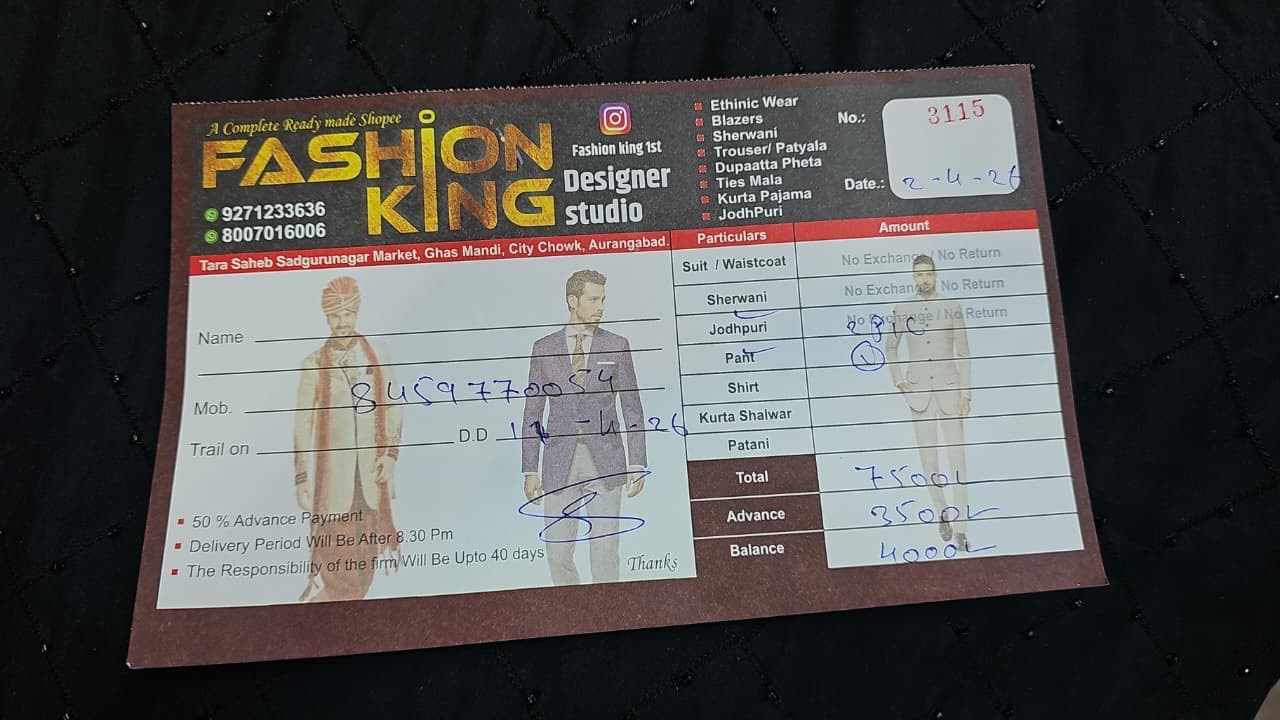 A Complete Ready made Shopee
FASHION
KING
9271233636
8007016006
Fashion king 1st
Designer
studio
Ethinic Wear
Blazers
Sherwani
Trouser/ Patyala
Dupaatta Pheta
Ties Mala
Kurta Pajama
JodhPuri
No.: 3115
Date.: 2-4-26
Tara Saheb Sadgurunagar Market, Ghas Mandi, City Chowk, Aurangabad.
Particulars Amount
Suit / Waistcoat No Exchange / No Return
Sherwani No Exchange / No Return
Jodhpuri No Exchange / No Return
Pant 1
Shirt
Kurta Shalwar
Patani
Total 7500
Advance 3500
Balance 4000
Name
Mob. 8459770054
Trail on D.D -4-26
50 % Advance Payment
Delivery Period Will Be After 8.30 Pm
The Responsibility of the firm Will Be Upto 40 days
Thanks